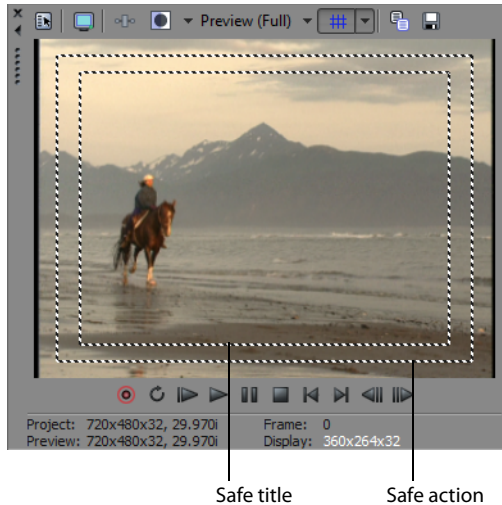 Preview (Full)
Project: 720x480x32, 29.970i Frame: 0
Preview: 720x480x32, 29.970i Display: 360x264x32
Safe title Safe action